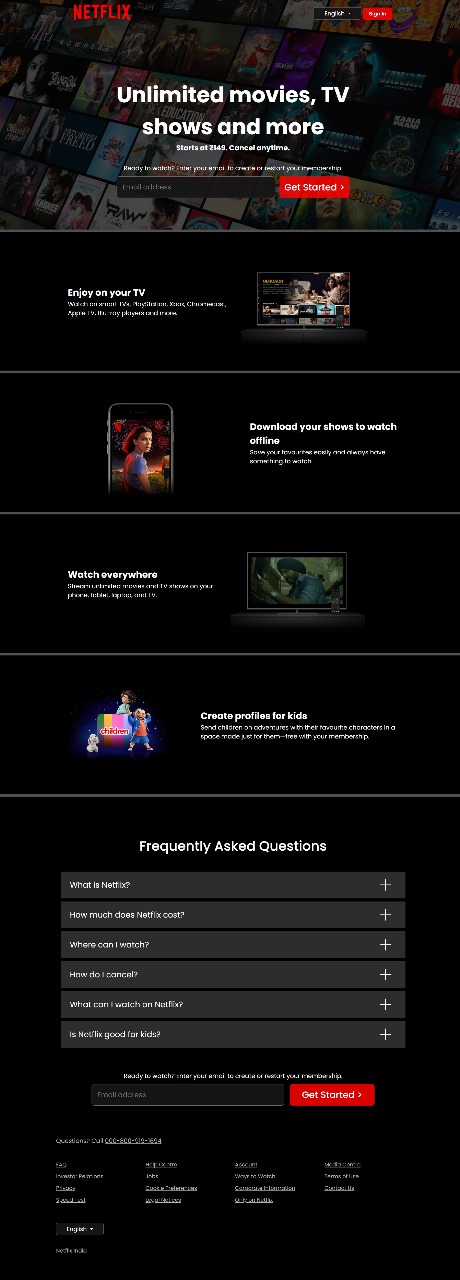 NETFLIX
English
Sign In
Unlimited movies, TV
shows and more
Starts at ₹149. Cancel anytime.
Ready to watch? Enter your email to create or restart your membership.
Email address
Get Started >
Enjoy on your TV
Watch on smart TVs, PlayStation, Xbox, Chromecast,
Apple TV, Blu-ray players and more.
Download your shows to watch
offline
Save your favourites easily and always have
something to watch
Watch everywhere
Stream unlimited movies and TV shows on your
phone, tablet, laptop, and TV.
children
Create profiles for kids
Send children on adventures with their favourite characters in a
space made just for them—free with your membership.
Frequently Asked Questions
What is Netflix?
How much does Netflix cost?
Where can I watch?
How do I cancel?
What can I watch on Netflix?
Is Netflix good for kids?
Ready to watch? Enter your email to create or restart your membership.
Email address
Get Started >
Questions? Call 000-800-919-1694
FAQ Help Centre Account Media Centre
Investor Relations Jobs Ways to Watch Terms of Use
Privacy Cookie Preferences Corporate Information Contact Us
Speed Test Legal Notices Only on Netflix
English
Netflix India